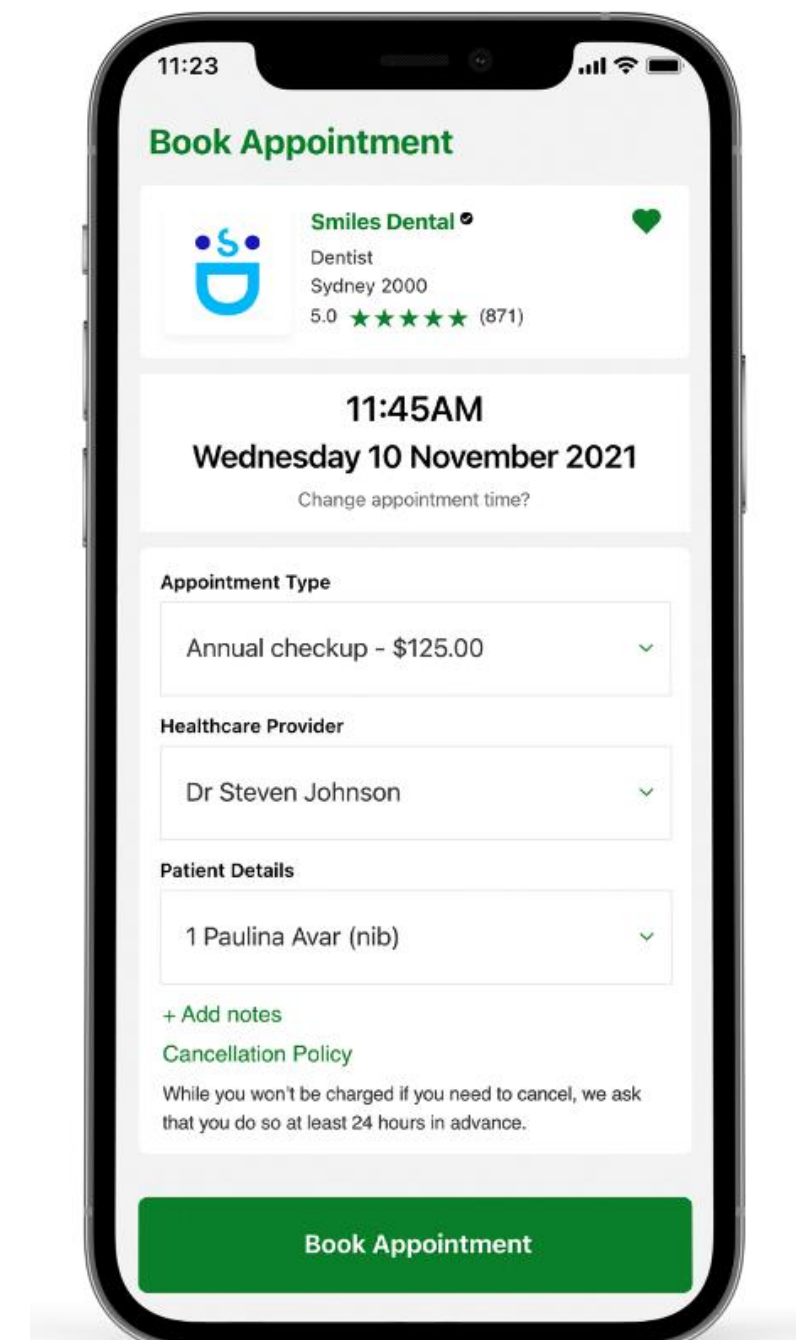 11:23
Book Appointment
Smiles Dental
Dentist
Sydney 2000
5.0 ★★★★★ (871)
11:45AM
Wednesday 10 November 2021
Change appointment time?
Appointment Type
Annual checkup - $125.00
Healthcare Provider
Dr Steven Johnson
Patient Details
1 Paulina Avar (nib)
+ Add notes
Cancellation Policy
While you won't be charged if you need to cancel, we ask
that you do so at least 24 hours in advance.
Book Appointment